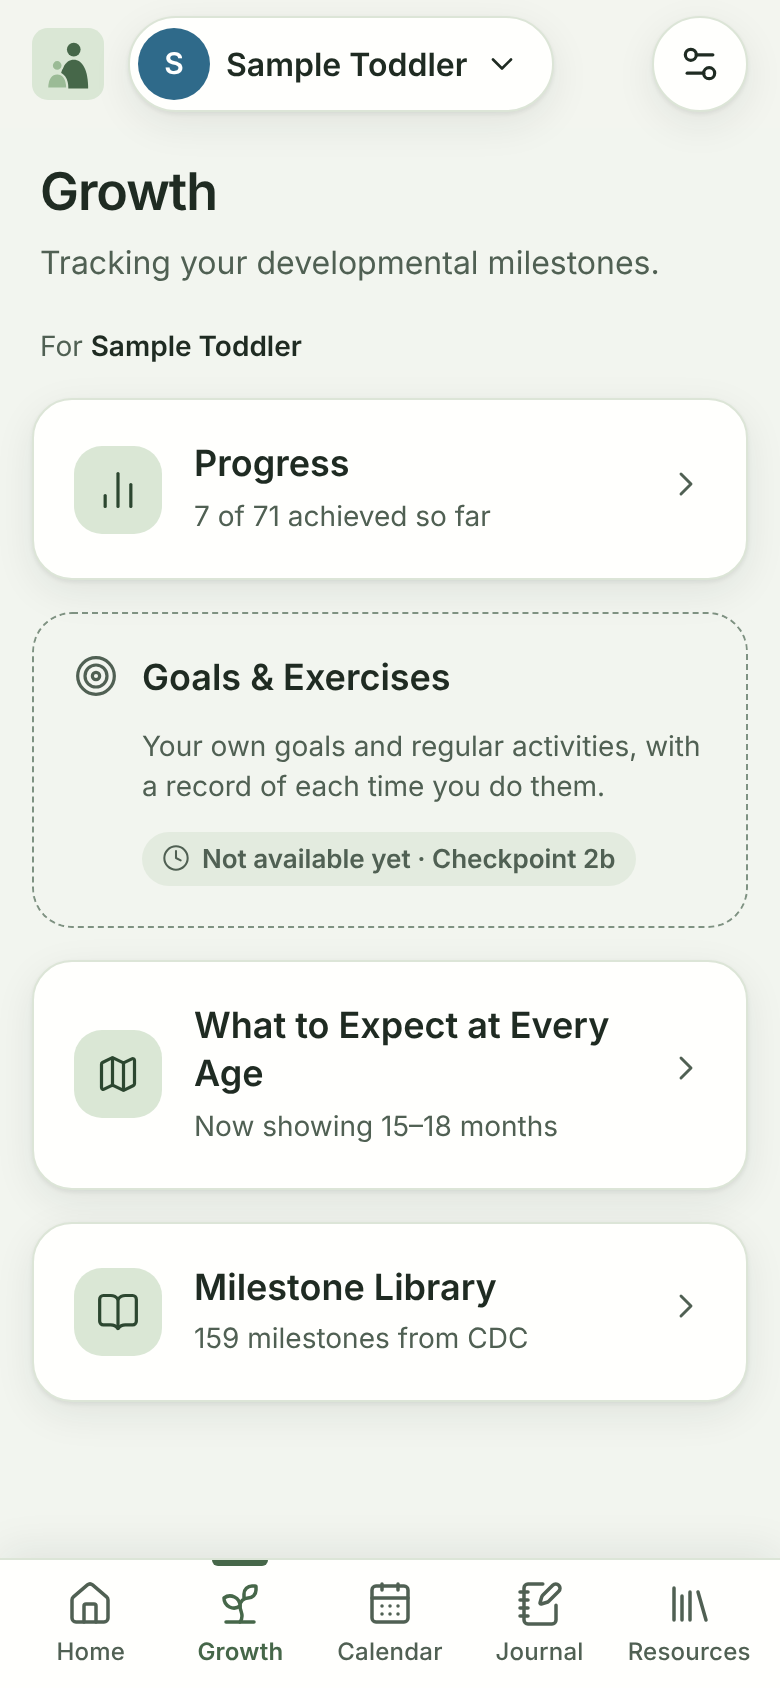 S
Sample Toddler
Growth
Tracking your developmental milestones.
For Sample Toddler
Progress
7 of 71 achieved so far
Goals & Exercises
Your own goals and regular activities, with
a record of each time you do them.
Not available yet · Checkpoint 2b
What to Expect at Every
Age
Now showing 15–18 months
Milestone Library
159 milestones from CDC
Home
Growth
Calendar
Journal
Resources